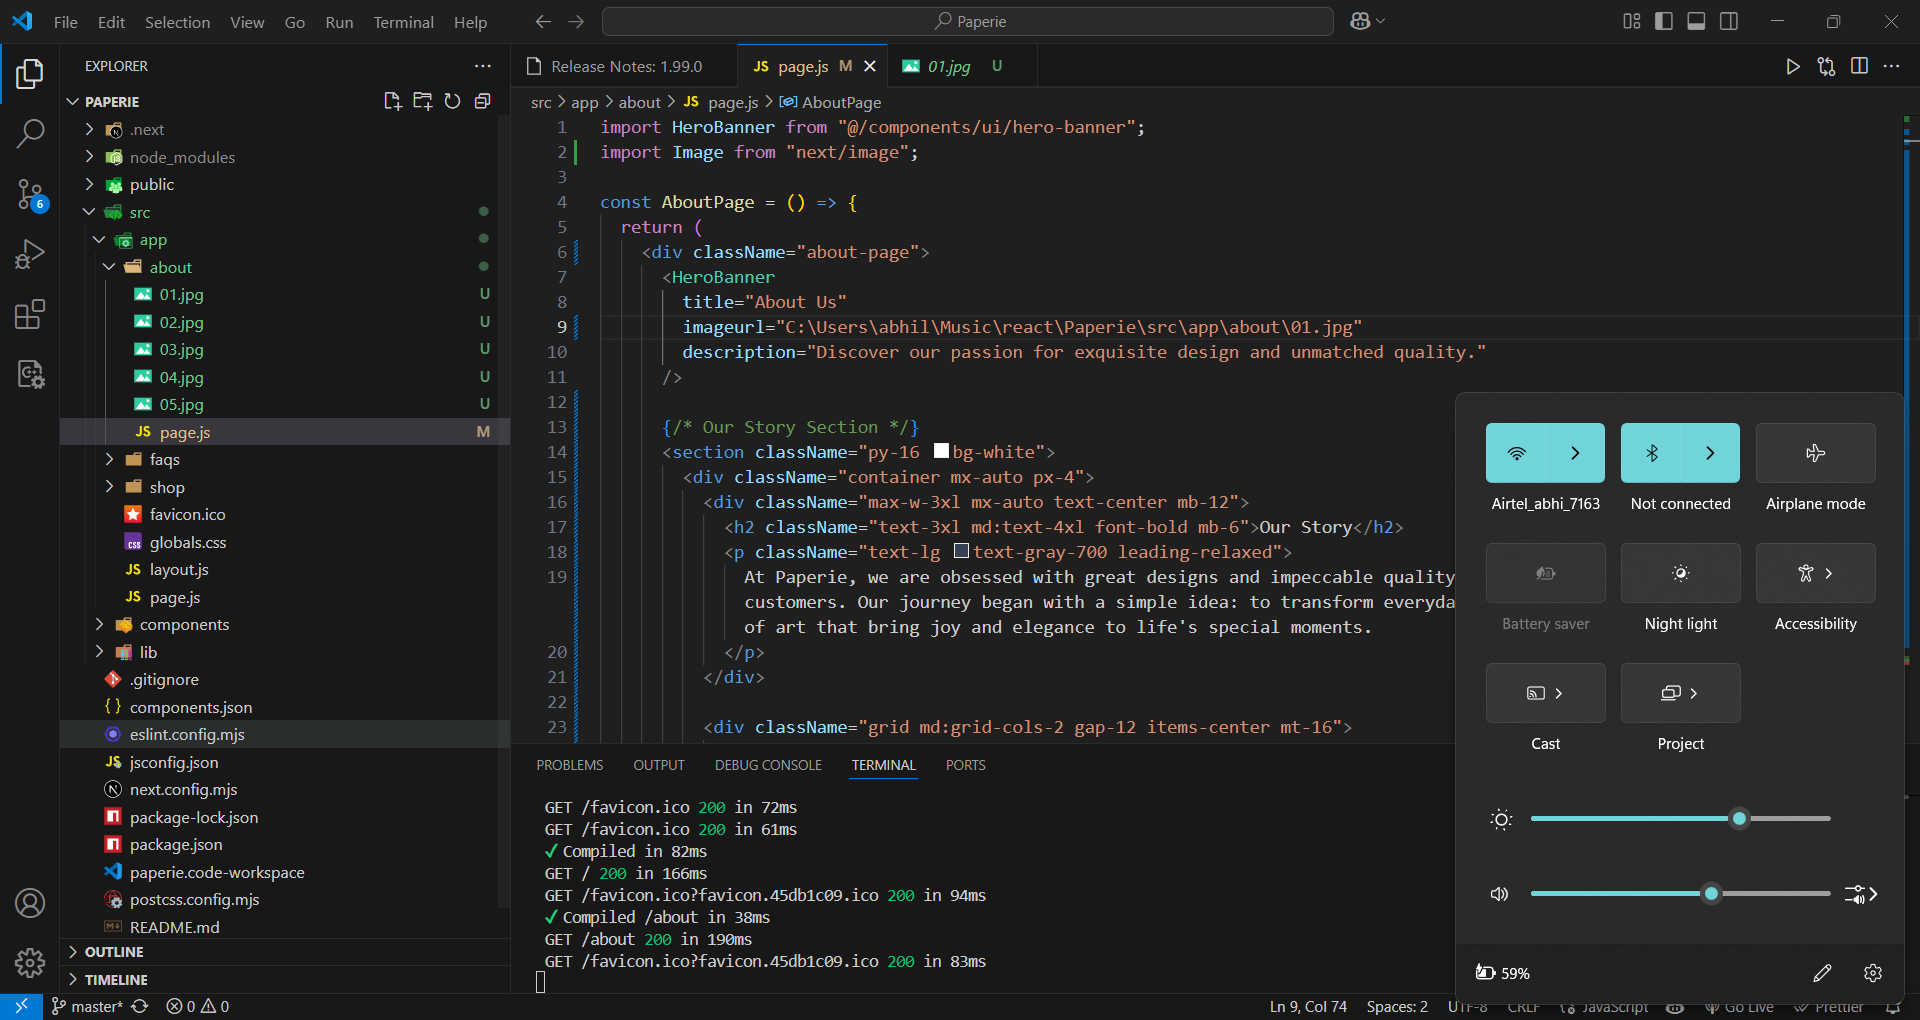 File Edit Selection View Go Run Terminal Help
Paperie
EXPLORER
PAPERIE
.next
node_modules
public
src
app
about
01.jpg U
02.jpg U
03.jpg U
04.jpg U
05.jpg U
JS page.js M
faqs
shop
favicon.ico
css globals.css
JS layout.js
JS page.js
components
lib
.gitignore
{} components.json
eslint.config.mjs
JS jsconfig.json
N next.config.mjs
package-lock.json
package.json
paperie.code-workspace
postcss.config.mjs
README.md
OUTLINE
TIMELINE
6
Release Notes: 1.99.0
JS page.js M
01.jpg U
src > app > about > JS page.js > AboutPage
1 import HeroBanner from "@/components/ui/hero-banner";
2 import Image from "next/image";
3
4 const AboutPage = () => {
5 return (
6 <div className="about-page">
7 <HeroBanner
8 title="About Us"
9 imageurl="C:\Users\abhil\Music\react\Paperie\src\app\about\01.jpg"
10 description="Discover our passion for exquisite design and unmatched quality."
11 />
12
13 {/* Our Story Section */}
14 <section className="py-16 bg-white">
15 <div className="container mx-auto px-4">
16 <div className="max-w-3xl mx-auto text-center mb-12">
17 <h2 className="text-3xl md:text-4xl font-bold mb-6">Our Story</h2>
18 <p className="text-lg text-gray-700 leading-relaxed">
19 At Paperie, we are obsessed with great designs and impeccable quality
customers. Our journey began with a simple idea: to transform everyda
of art that bring joy and elegance to life's special moments.
20 </p>
21 </div>
22
23 <div className="grid md:grid-cols-2 gap-12 items-center mt-16">
PROBLEMS OUTPUT DEBUG CONSOLE TERMINAL PORTS
GET /favicon.ico 200 in 72ms
GET /favicon.ico 200 in 61ms
✓ Compiled in 82ms
GET / 200 in 166ms
GET /favicon.ico?favicon.45db1c09.ico 200 in 94ms
✓ Compiled /about in 38ms
GET /about 200 in 190ms
GET /favicon.ico?favicon.45db1c09.ico 200 in 83ms
Airtel_abhi_7163 Not connected Airplane mode
Battery saver Night light Accessibility
Cast Project
59%
master* 0 0
Ln 9, Col 74 Spaces: 2 UTF-8 CRLF JavaScript Go Live Prettier